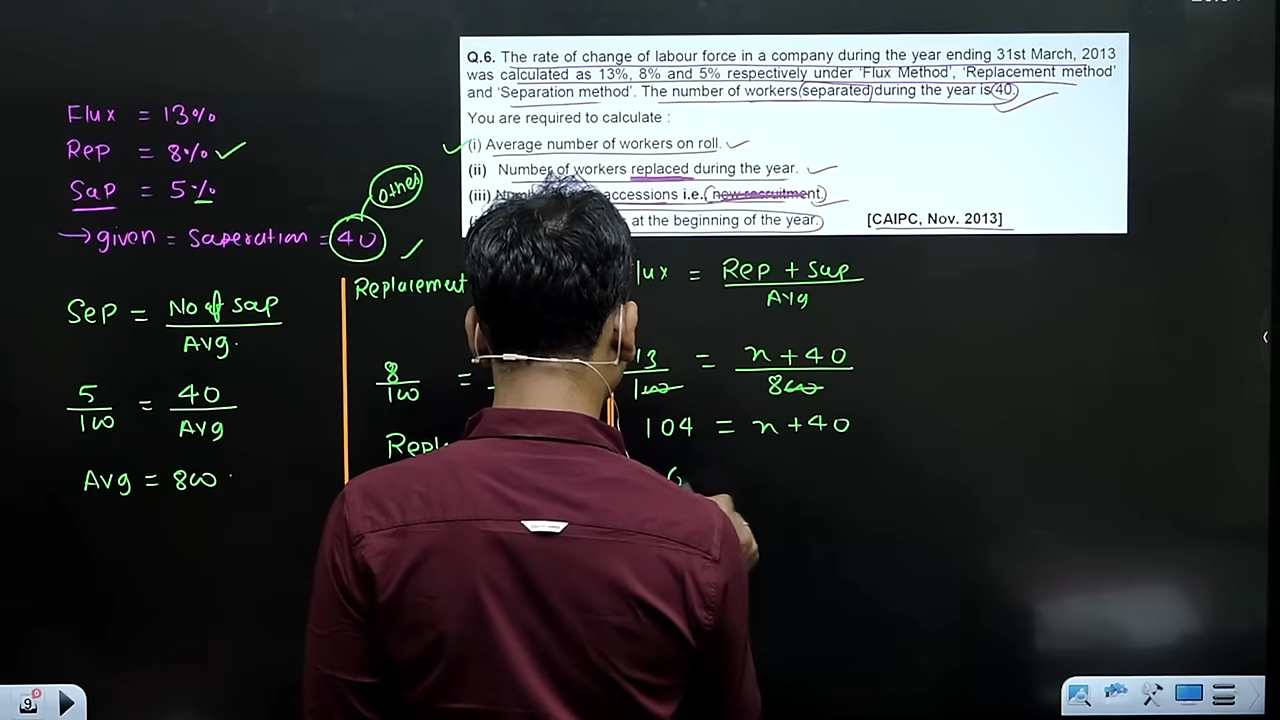 Q.6. The rate of change of labour force in a company during the year ending 31st March, 2013
was calculated as 13%, 8% and 5% respectively under 'Flux Method', 'Replacement method'
and 'Separation method'. The number of workers separated during the year is 40.
You are required to calculate :
(i) Average number of workers on roll.
(ii) Number of workers replaced during the year.
(iii) accessions i.e. new recruitment)
at the beginning of the year. [CAIPC, Nov. 2013]
Flux = 13%
Rep = 8%
Sap = 5%
→ given = Saperation = 40
Other
Sep = No of Sap
Avg.
5 = 40
100 Avg
Avg = 800
Replacement
8 =
100
Repl
lux = Rep + Sap
Avg
13 = n + 40
100 800
104 = n + 40
6
9
0